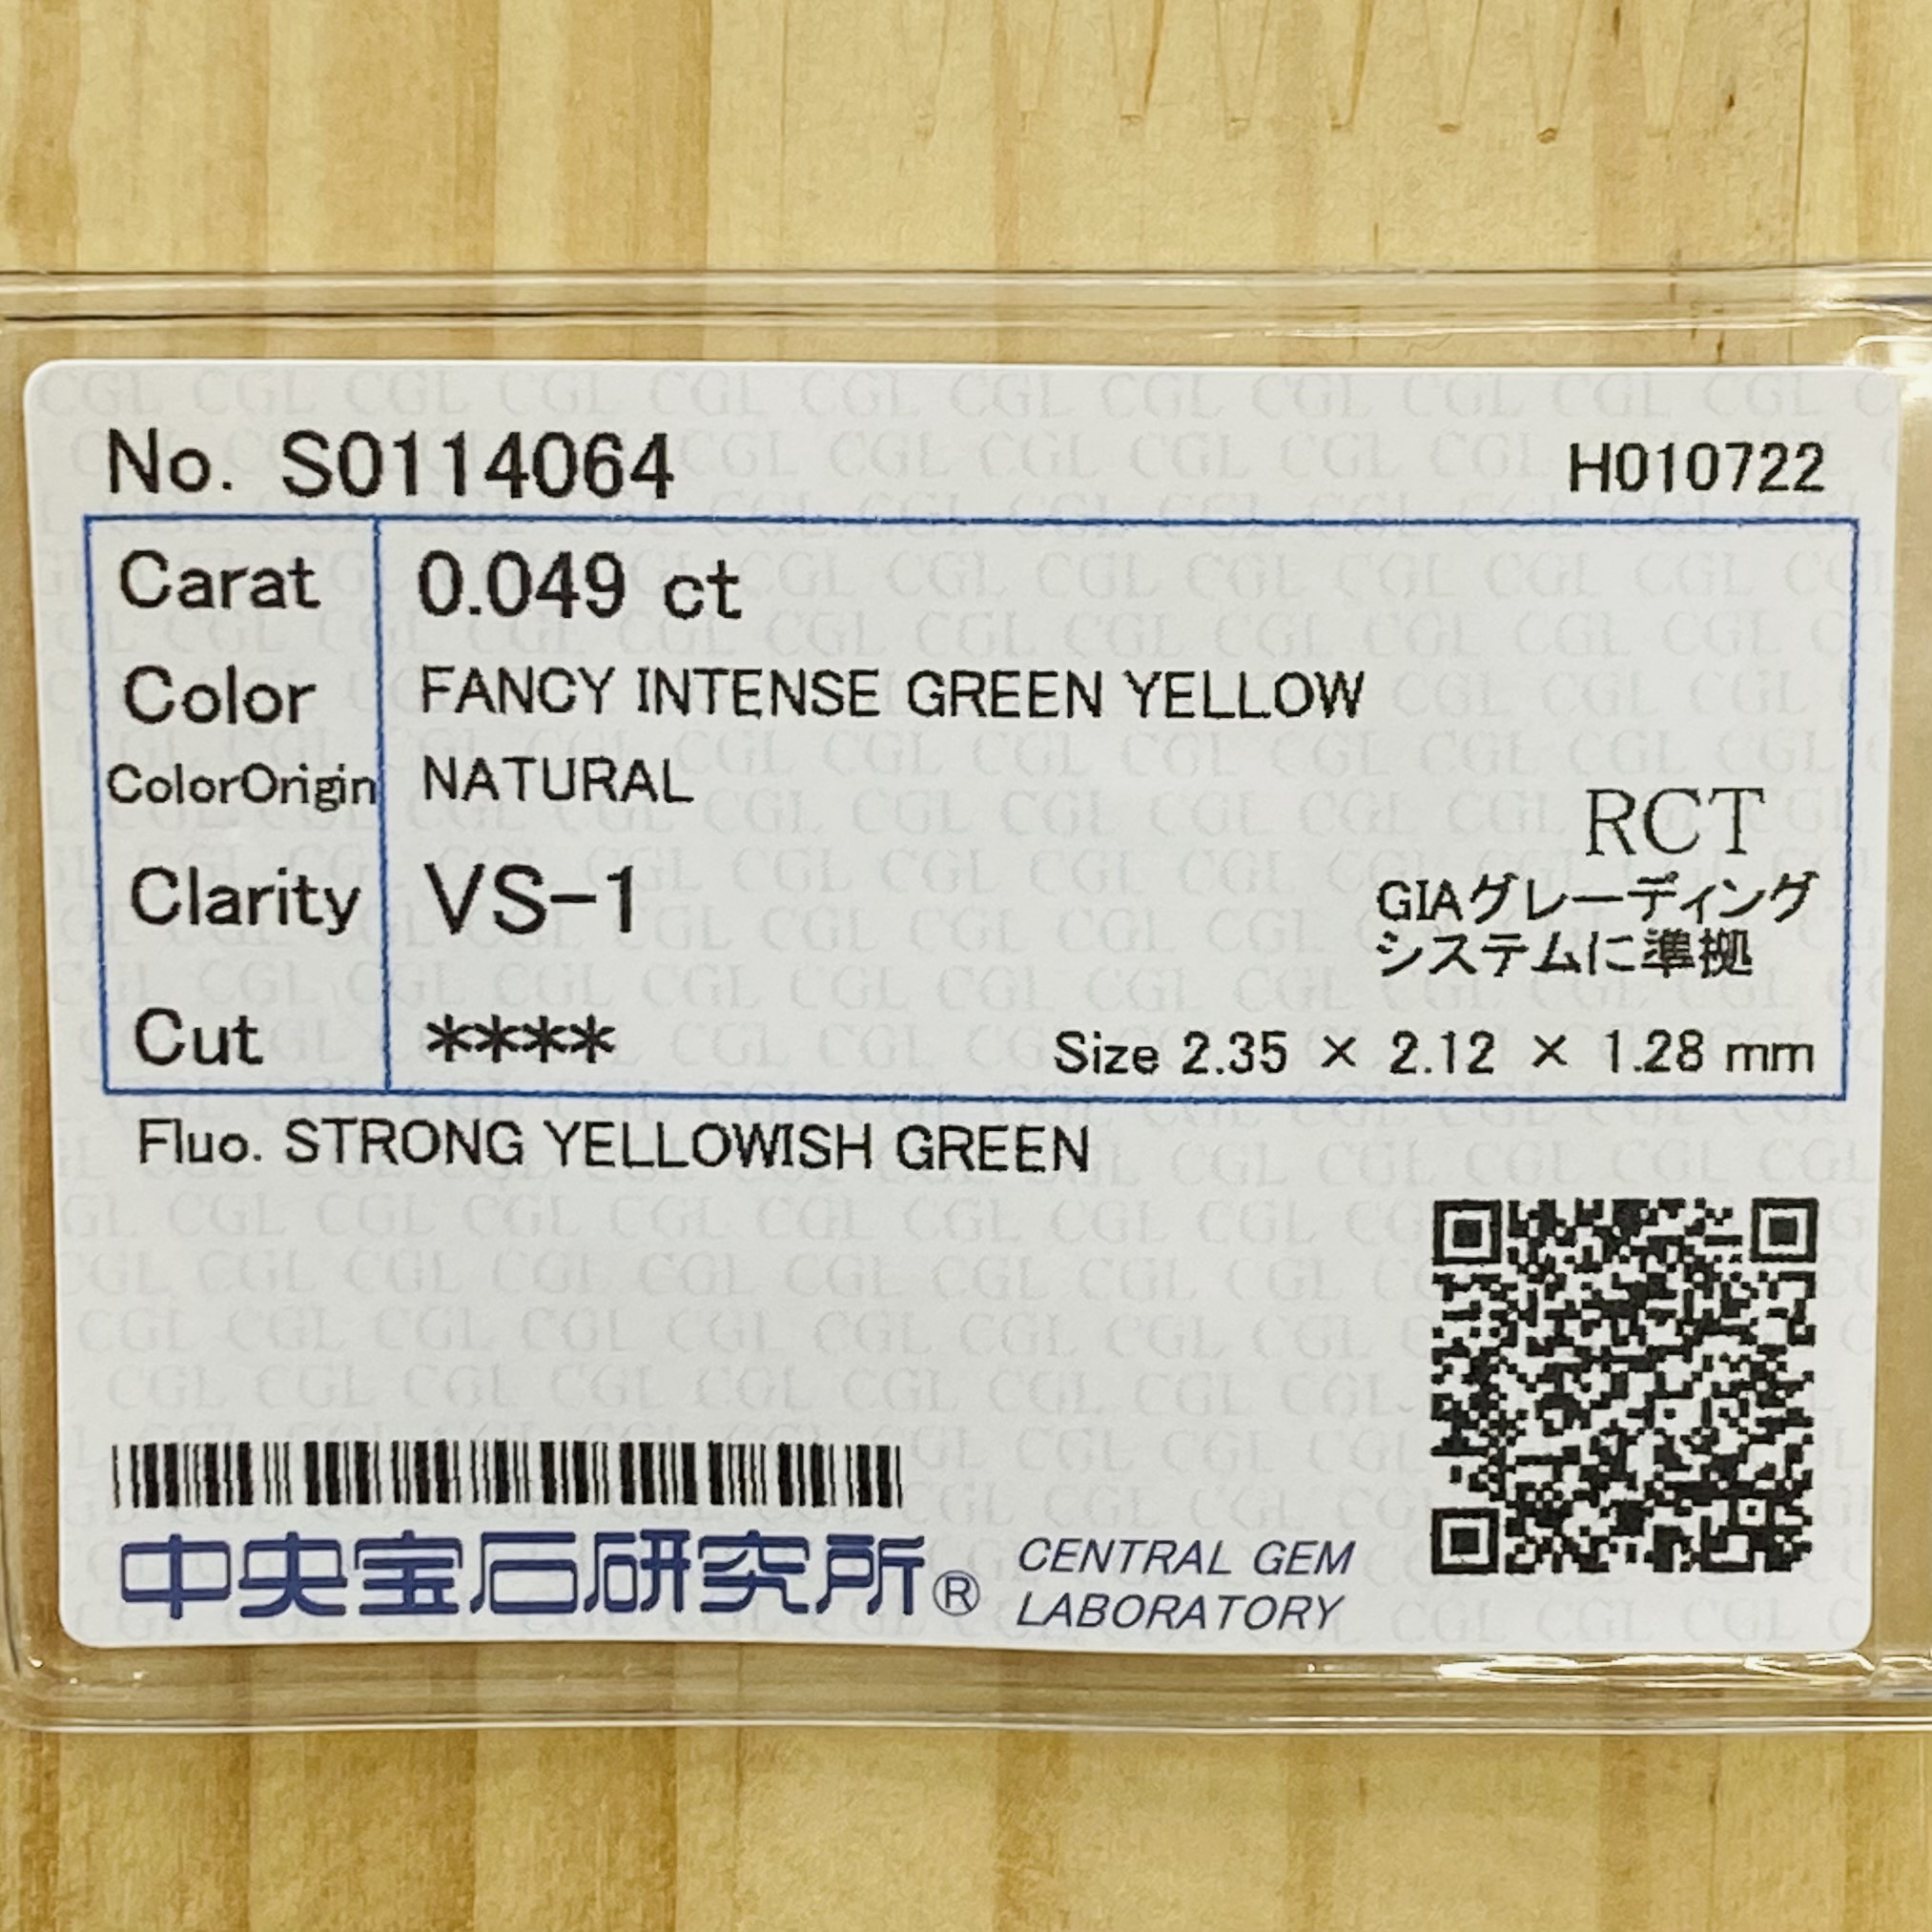 No. S0114064
H010722
Carat 0.049 ct
Color FANCY INTENSE GREEN YELLOW
ColorOrigin NATURAL
RCT
Clarity VS-1
GIAグレーディング
システムに準拠
Cut ****
Size 2.35 × 2.12 × 1.28 mm
Fluo. STRONG YELLOWISH GREEN
中央宝石研究所®
CENTRAL GEM
LABORATORY